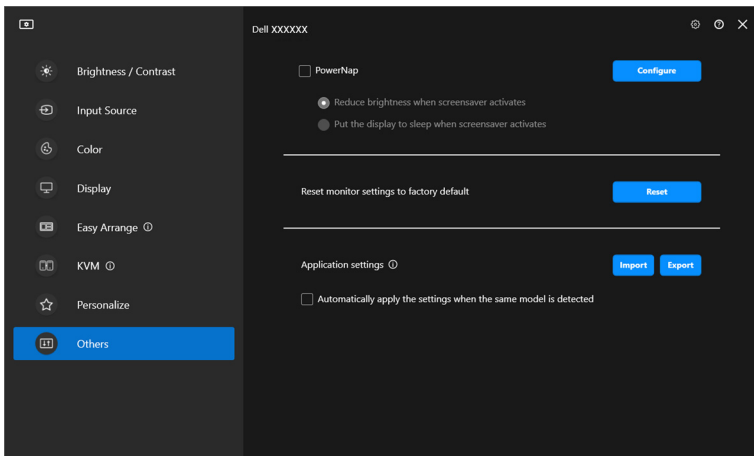 Dell XXXXXX
Brightness / Contrast
Input Source
Color
Display
Easy Arrange
KVM
Personalize
Others
PowerNap
Configure
Reduce brightness when screensaver activates
Put the display to sleep when screensaver activates
Reset monitor settings to factory default
Reset
Application settings
Import
Export
Automatically apply the settings when the same model is detected